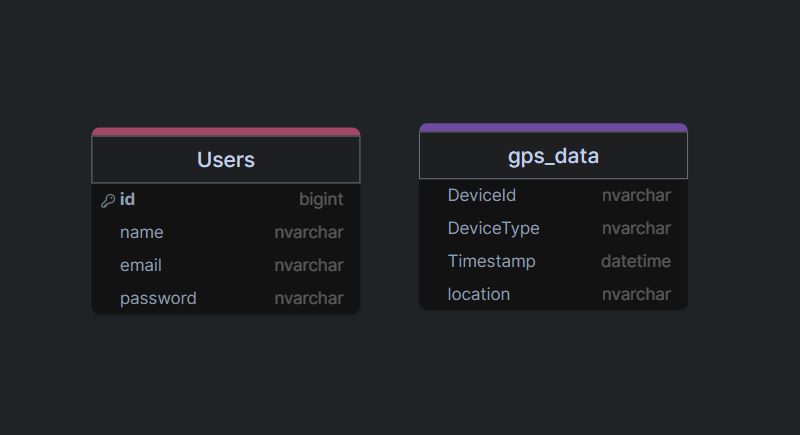 Users
id bigint
name nvarchar
email nvarchar
password nvarchar
gps_data
DeviceId nvarchar
DeviceType nvarchar
Timestamp datetime
location nvarchar